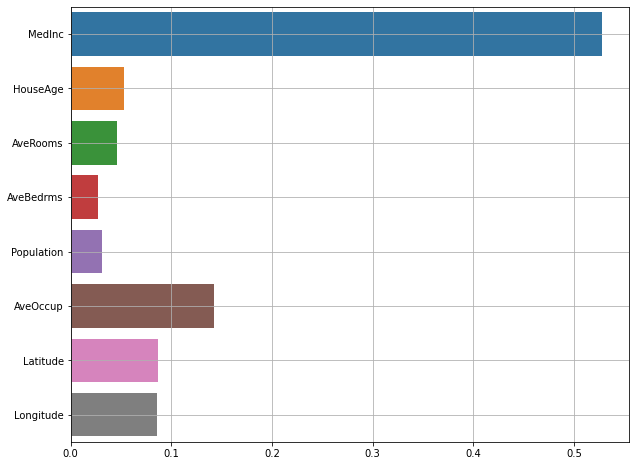 MedInc
HouseAge
AveRooms
AveBedrms
Population
AveOccup
Latitude
Longitude
0.0 0.1 0.2 0.3 0.4 0.5